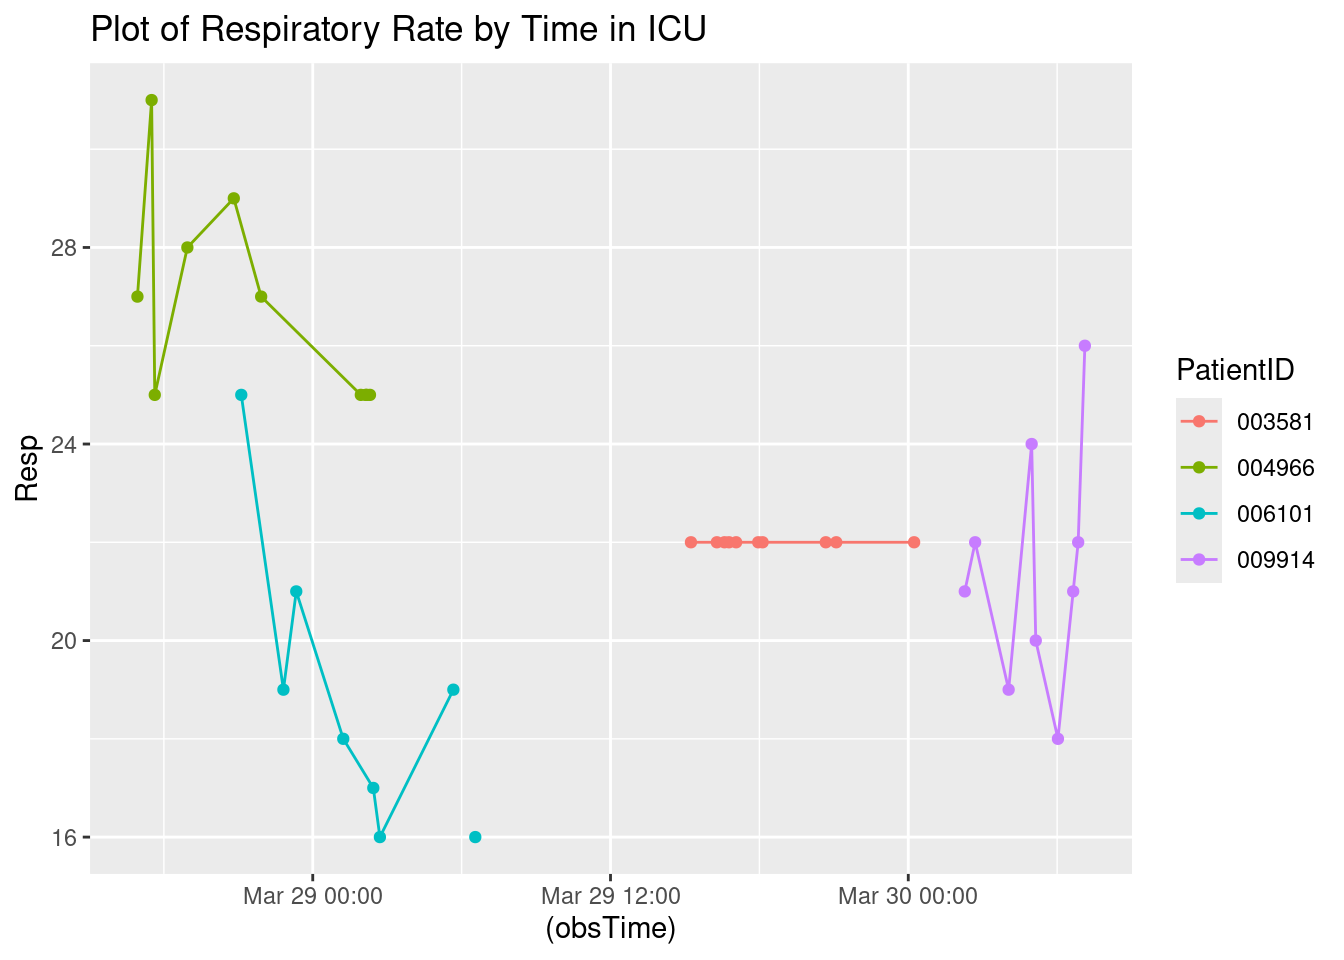 Plot of Respiratory Rate by Time in ICU
28
24
20
16
Resp
Mar 29 00:00
Mar 29 12:00
Mar 30 00:00
(obsTime)
PatientID
003581
004966
006101
009914